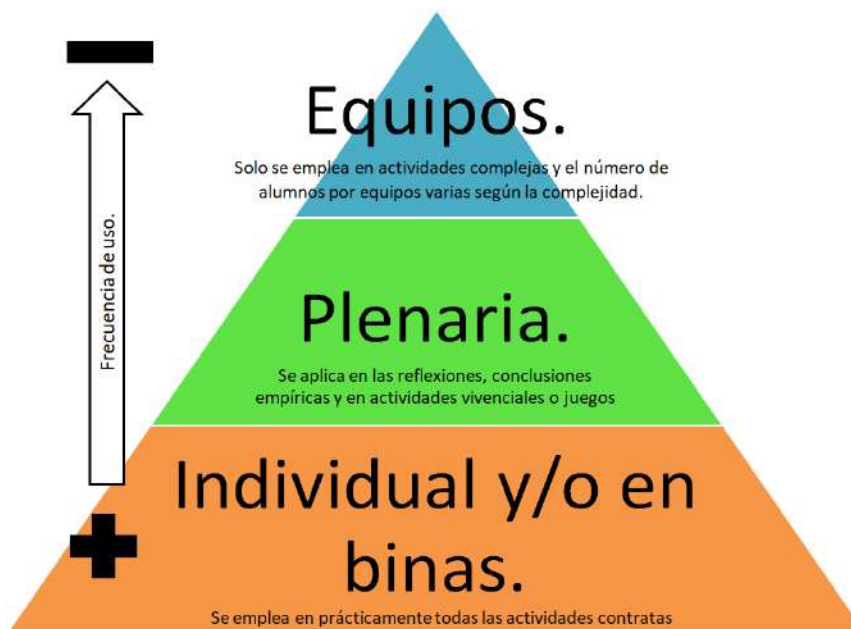 Equipos.
Solo se emplea en actividades complejas y el número de
alumnos por equipos varias según la complejidad.
Frecuencia de uso.
Plenaria.
Se aplica en las reflexiones, conclusiones
empíricas y en actividades vivenciales o juegos
Individual y/o en
binas.
Se emplea en prácticamente todas las actividades contratas